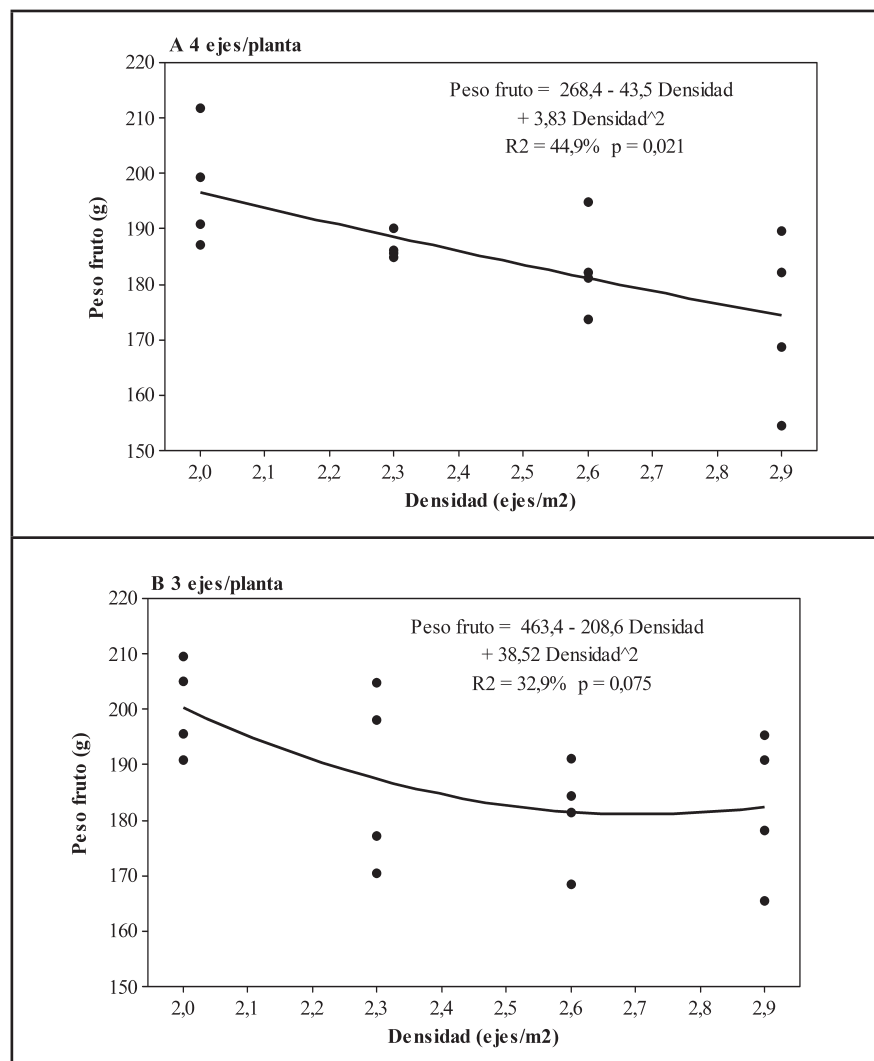 A 4 ejes/planta
Peso fruto = 268,4 - 43,5 Densidad
+ 3,83 Densidad^2
R2 = 44,9% p = 0,021
Peso fruto (g)
220
210
200
190
180
170
160
150
2,0 2,1 2,2 2,3 2,4 2,5 2,6 2,7 2,8 2,9
Densidad (ejes/m2)
B 3 ejes/planta
Peso fruto = 463,4 - 208,6 Densidad
+ 38,52 Densidad^2
R2 = 32,9% p = 0,075
Peso fruto (g)
220
210
200
190
180
170
160
150
2,0 2,1 2,2 2,3 2,4 2,5 2,6 2,7 2,8 2,9
Densidad (ejes/m2)